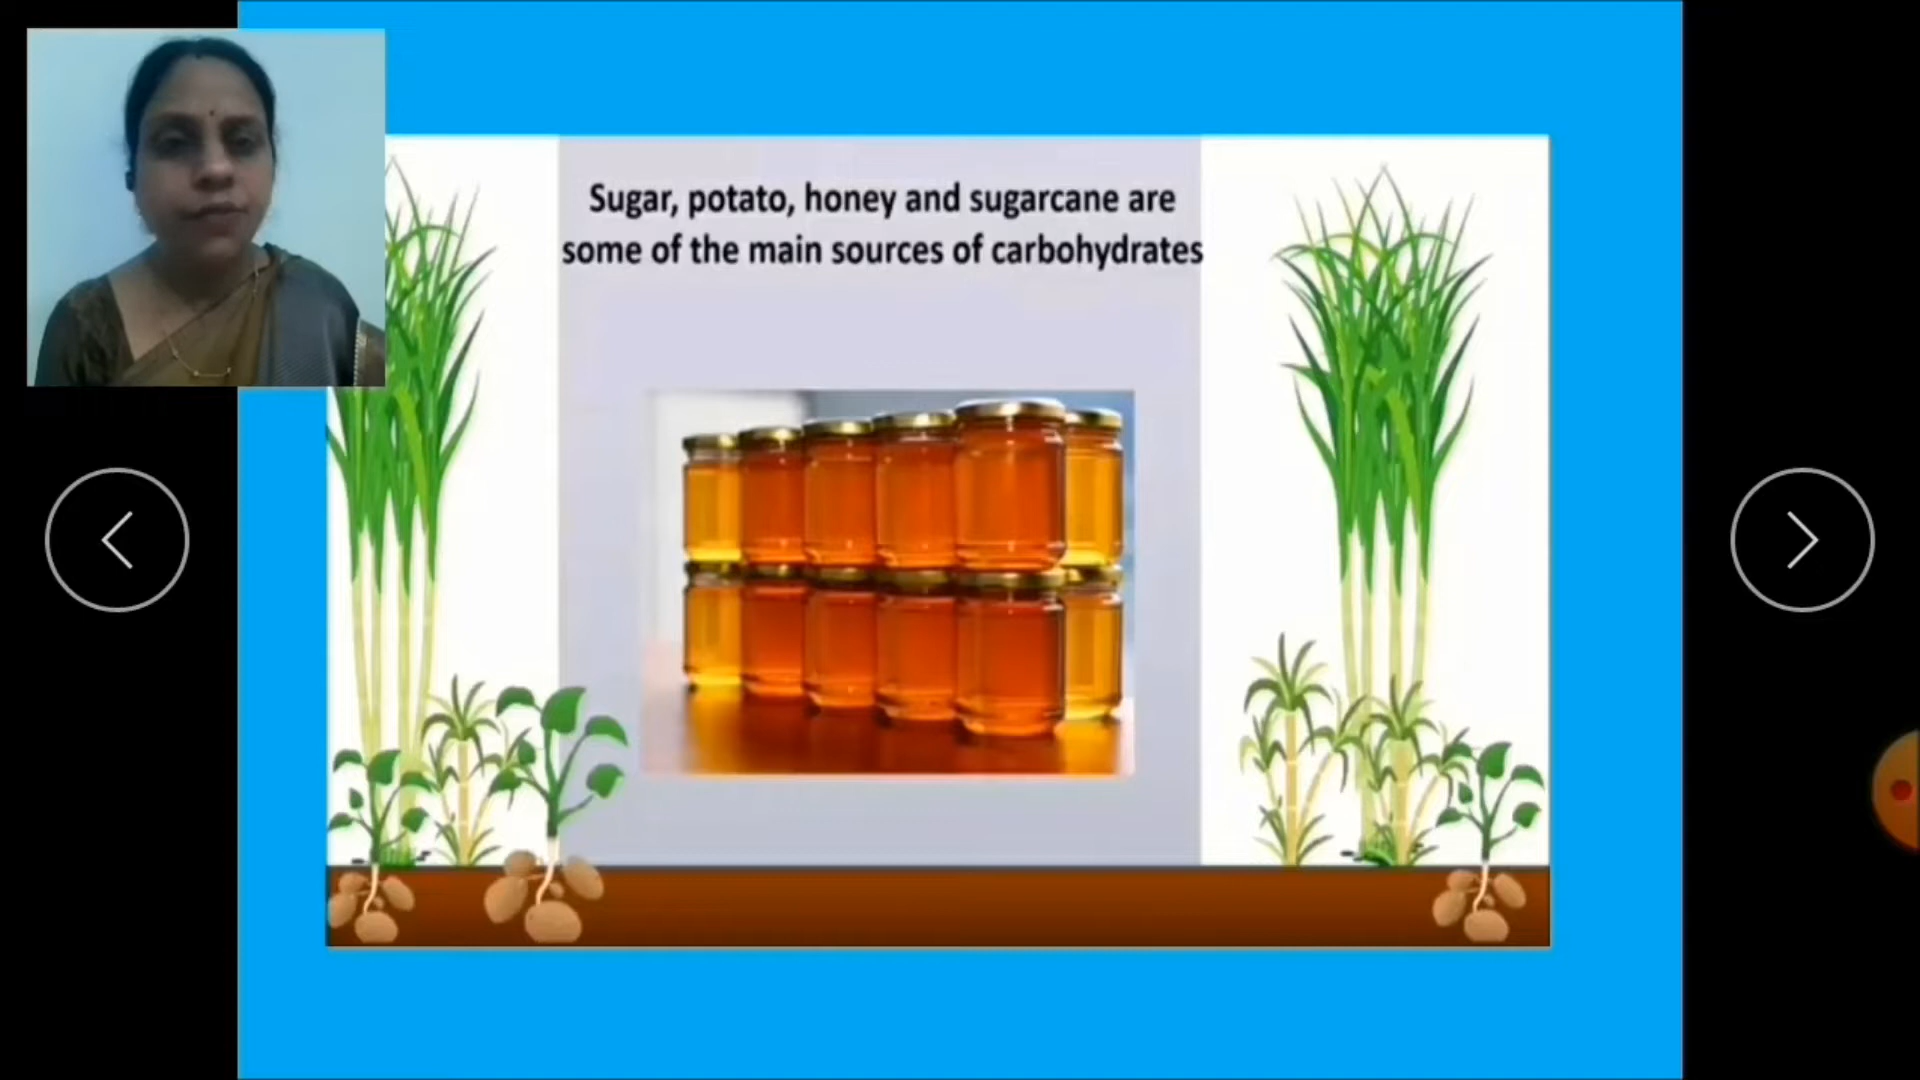 Sugar, potato, honey and sugarcane are
some of the main sources of carbohydrates